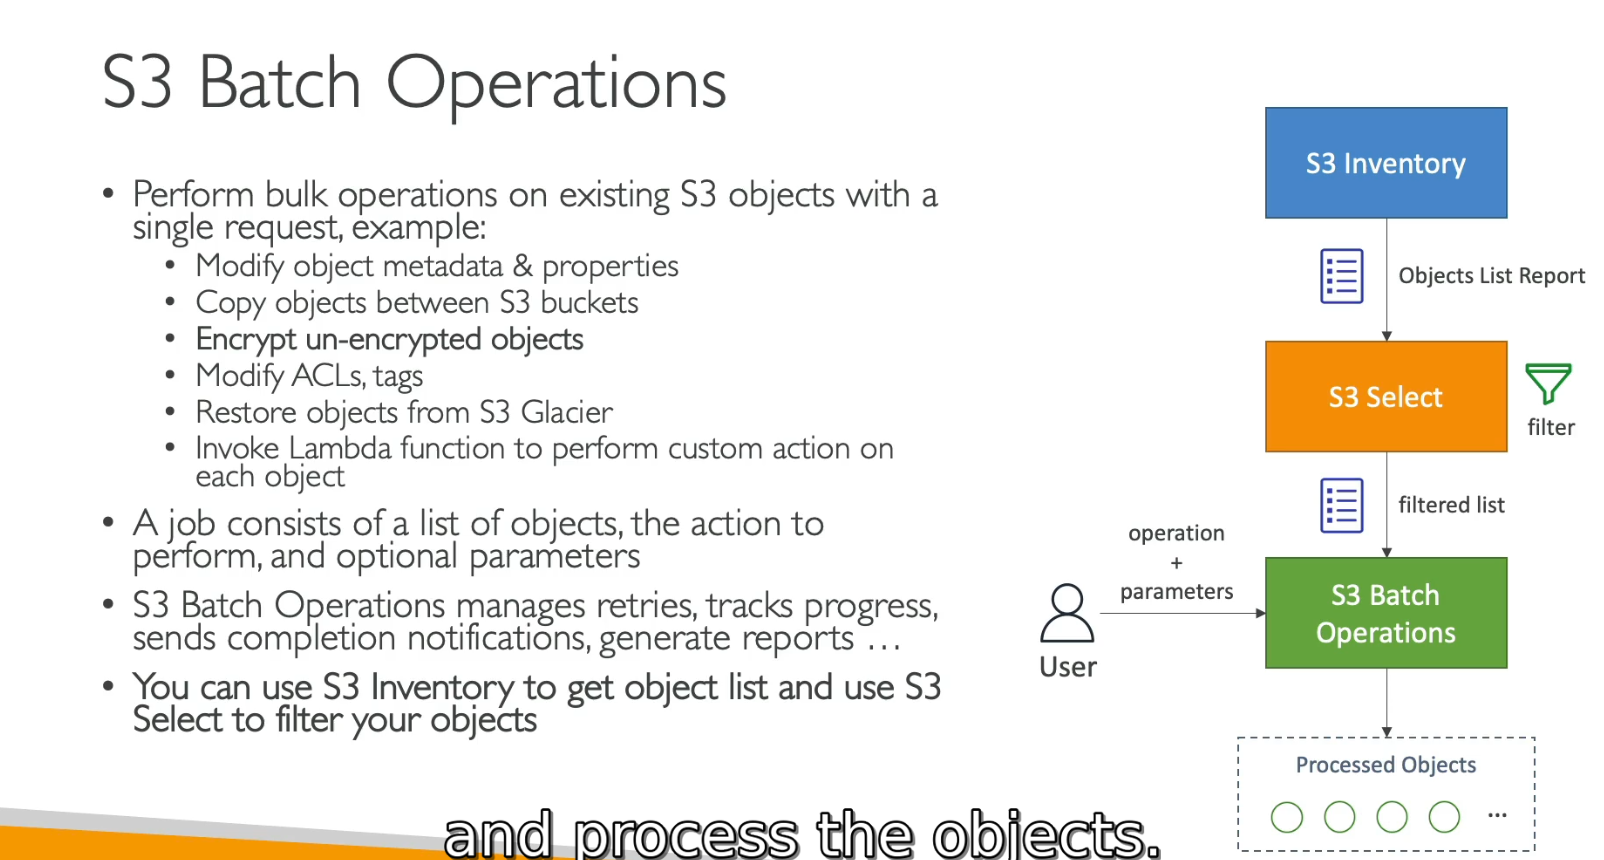 S3 Batch Operations
• Perform bulk operations on existing S3 objects with a
single request, example:
• Modify object metadata & properties
• Copy objects between S3 buckets
• Encrypt un-encrypted objects
• Modify ACLs, tags
• Restore objects from S3 Glacier
• Invoke Lambda function to perform custom action on
each object
• A job consists of a list of objects, the action to
perform, and optional parameters
• S3 Batch Operations manages retries, tracks progress,
sends completion notifications, generate reports …
• You can use S3 Inventory to get object list and use S3
Select to filter your objects
S3 Inventory
Objects List Report
S3 Select
filter
filtered list
operation
+
parameters
User
S3 Batch
Operations
Processed Objects
...
and process the objects.